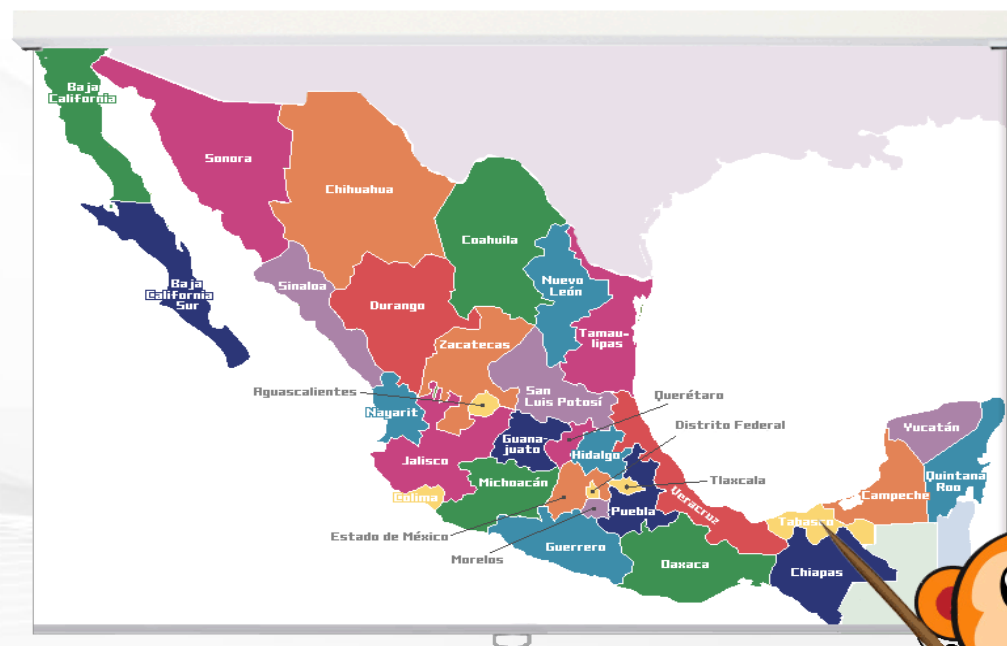 Baja
California
Sonora
Chihuahua
Coahuila
Baja
California
Sur
Sinaloa
Durango
Nuevo
León
Tamau-
lipas
Zacatecas
Aguascalientes
San
Luis Potosí
Querétaro
Nayarit
Distrito Federal
Guana-
juato
Hidalgo
Yucatán
Jalisco
Michoacán
Tlaxcala
Quintana
Roo
Colima
Campeche
Veracruz
Puebla
Tabasco
Estado de México
Morelos
Guerrero
Oaxaca
Chiapas